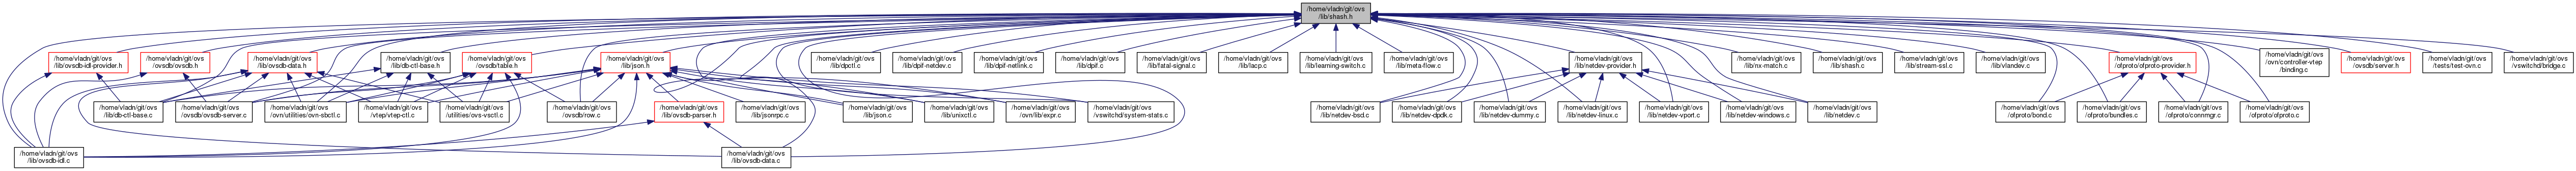 /home/vladn/git/ovs
/lib/shash.h
/home/vladn/git/ovs
/lib/ovsdb-idl-provider.h
/home/vladn/git/ovs
/ovsdb/ovsdb.h
/home/vladn/git/ovs
/lib/ovsdb-data.h
/home/vladn/git/ovs
/lib/db-ctl-base.h
/home/vladn/git/ovs
/ovsdb/table.h
/home/vladn/git/ovs
/lib/json.h
/home/vladn/git/ovs
/lib/dpctl.c
/home/vladn/git/ovs
/lib/dpif-netdev.c
/home/vladn/git/ovs
/lib/dpif-netlink.c
/home/vladn/git/ovs
/lib/dpif.c
/home/vladn/git/ovs
/lib/fatal-signal.c
/home/vladn/git/ovs
/lib/lacp.c
/home/vladn/git/ovs
/lib/learning-switch.c
/home/vladn/git/ovs
/lib/meta-flow.c
/home/vladn/git/ovs
/lib/netdev-provider.h
/home/vladn/git/ovs
/lib/nx-match.c
/home/vladn/git/ovs
/lib/shash.c
/home/vladn/git/ovs
/lib/stream-ssl.c
/home/vladn/git/ovs
/lib/vlandev.c
/home/vladn/git/ovs
/ofproto/ofproto-provider.h
/home/vladn/git/ovs
/ovn/controller-vtep
/binding.c
/home/vladn/git/ovs
/ovsdb/server.h
/home/vladn/git/ovs
/tests/test-ovn.c
/home/vladn/git/ovs
/vswitchd/bridge.c
/home/vladn/git/ovs
/lib/db-ctl-base.c
/home/vladn/git/ovs
/ovsdb/ovsdb-server.c
/home/vladn/git/ovs
/ovn/utilities/ovn-sbctl.c
/home/vladn/git/ovs
/vtep/vtep-ctl.c
/home/vladn/git/ovs
/utilities/ovs-vsctl.c
/home/vladn/git/ovs
/ovsdb/row.c
/home/vladn/git/ovs
/lib/ovsdb-parser.h
/home/vladn/git/ovs
/lib/jsonrpc.c
/home/vladn/git/ovs
/lib/json.c
/home/vladn/git/ovs
/lib/unixctl.c
/home/vladn/git/ovs
/ovn/lib/expr.c
/home/vladn/git/ovs
/vswitchd/system-stats.c
/home/vladn/git/ovs
/lib/netdev-bsd.c
/home/vladn/git/ovs
/lib/netdev-dpdk.c
/home/vladn/git/ovs
/lib/netdev-dummy.c
/home/vladn/git/ovs
/lib/netdev-linux.c
/home/vladn/git/ovs
/lib/netdev-vport.c
/home/vladn/git/ovs
/lib/netdev-windows.c
/home/vladn/git/ovs
/lib/netdev.c
/home/vladn/git/ovs
/ofproto/bond.c
/home/vladn/git/ovs
/ofproto/bundles.c
/home/vladn/git/ovs
/ofproto/connmgr.c
/home/vladn/git/ovs
/ofproto/ofproto.c
/home/vladn/git/ovs
/lib/ovsdb-idl.c
/home/vladn/git/ovs
/lib/ovsdb-data.c